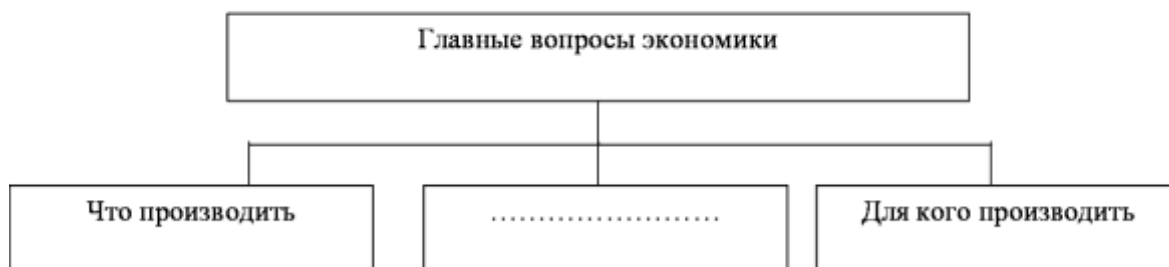 Главные вопросы экономики
Что производить
........................
Для кого производить